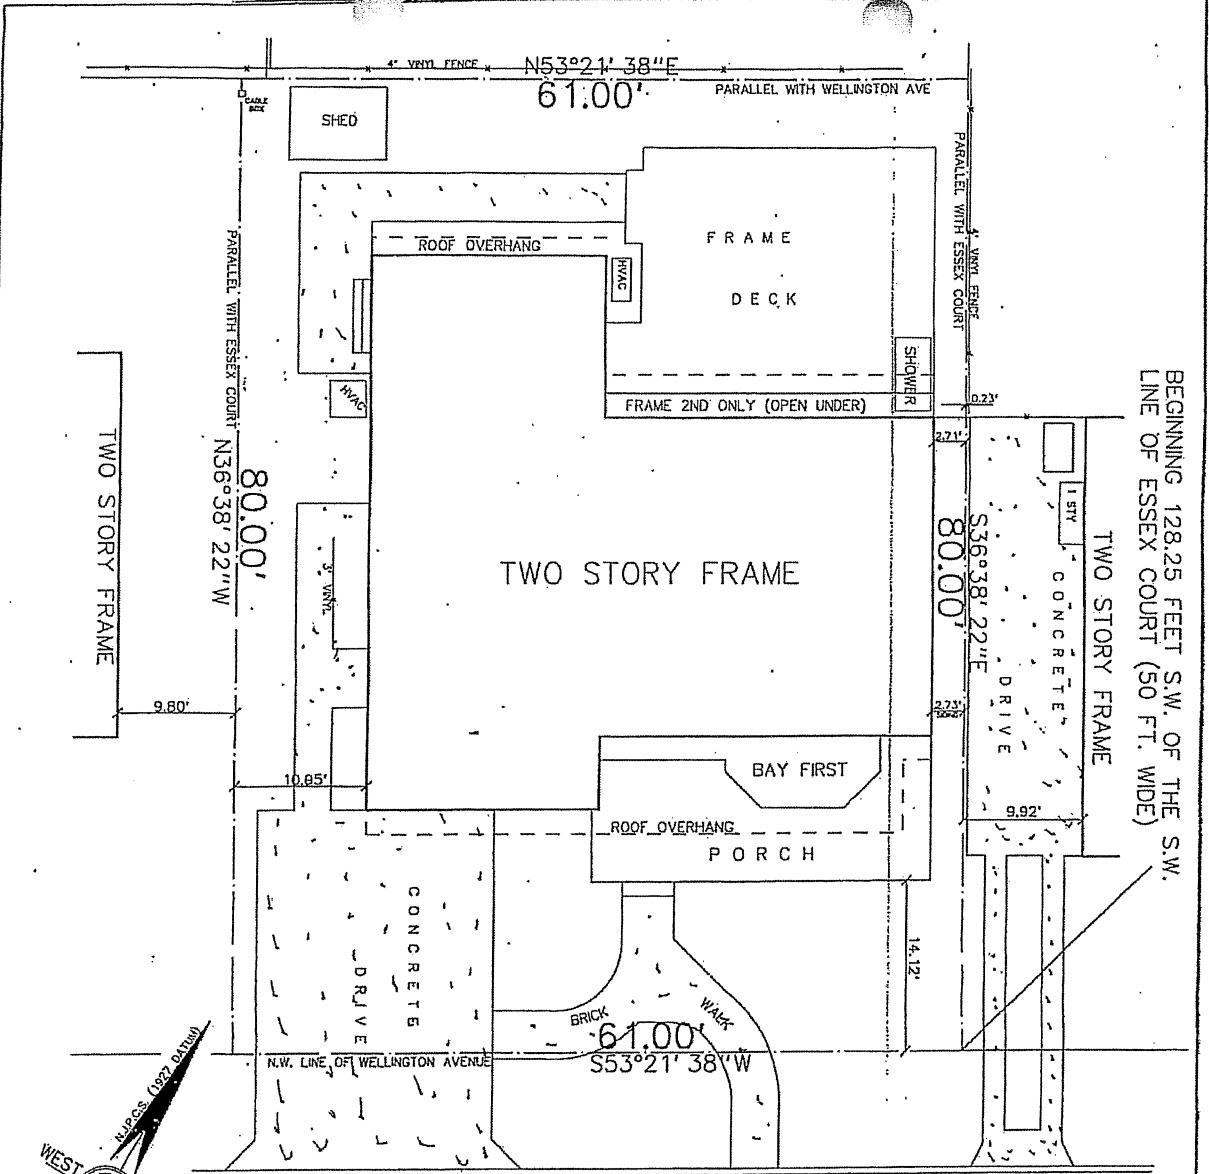 4" VINYL FENCE
N53°21' 38"E
61.00'
PARALLEL WITH WELLINGTON AVE
CABLE
BOX
SHED
PARALLEL WITH ESSEX COURT
4" VINYL FENCE
FRAME
DECK
ROOF OVERHANG
HVAC
PARALLEL WITH ESSEX COURT
SHOWER
HVAC
FRAME 2ND ONLY (OPEN UNDER)
0.23'
2.71'
BEGINNING 128.25 FEET S.W. OF THE S.W.
LINE OF ESSEX COURT (50 FT. WIDE)
TWO STORY FRAME
80.00'
N36°38' 22"W
3' VINYL
TWO STORY FRAME
80.00'
S36°38' 22"E
1 STY
CONCRETE
DRIVE
TWO STORY FRAME
9.80'
2.73'
10.85'
BAY FIRST
ROOF OVERHANG
PORCH
9.92'
CONCRETE
DRIVE
14.12'
BRICK
WALK
61.00'
S53°21' 38"W
N.W. LINE OF WELLINGTON AVENUE
N.J.P.C.S. (1927 DATUM)
WEST